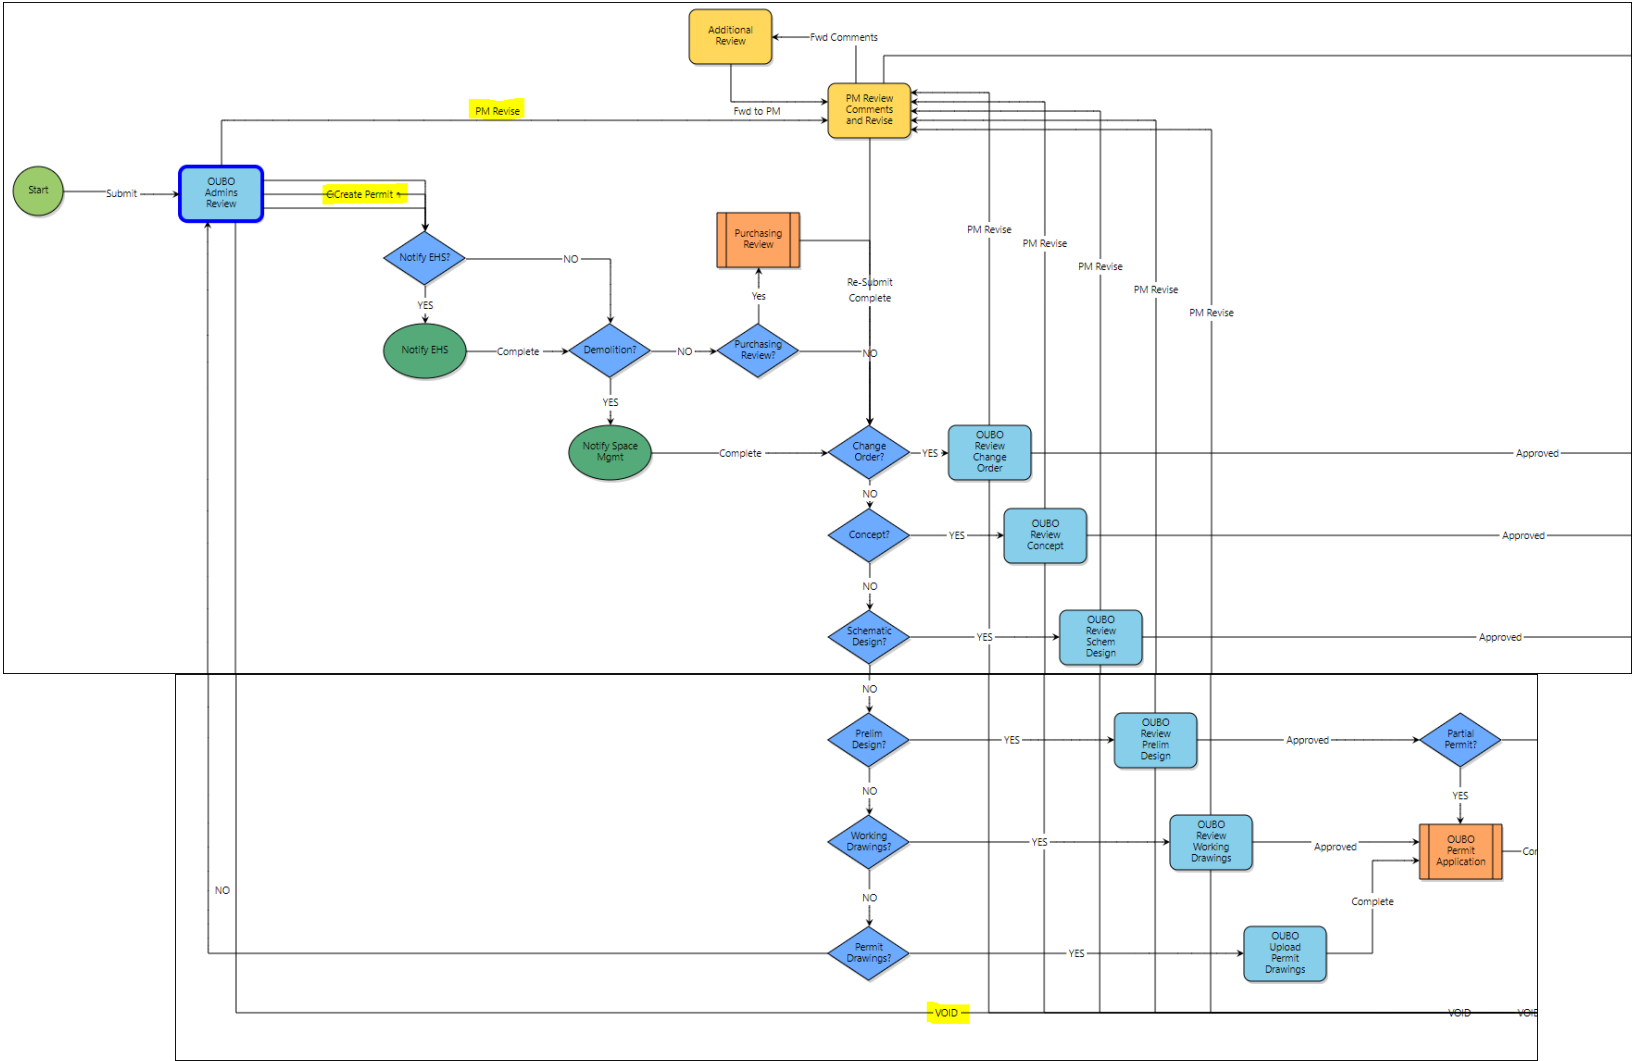 Additional
Review
Fwd Comments
PM Review
Comments
and Revise
Fwd to PM
PM Revise
Start
Submit
OUBO
Admins
Review
Create Permit
Purchasing
Review
PM Revise
PM Revise
PM Revise
PM Revise
PM Revise
Notify EHS?
NO
YES
Yes
Re-Submit
Complete
Notify EHS
Complete
Demolition?
NO
Purchasing
Review?
NO
YES
Notify Space
Mgmt
Complete
Change
Order?
YES
OUBO
Review
Change
Order
Approved
NO
Concept?
YES
OUBO
Review
Concept
Approved
NO
Schematic
Design?
YES
OUBO
Review
Schem
Design
Approved
NO
Prelim
Design?
YES
OUBO
Review
Prelim
Design
Approved
Partial
Permit?
NO
YES
Working
Drawings?
YES
OUBO
Review
Working
Drawings
Approved
OUBO
Permit
Application
Com
NO
NO
Complete
Permit
Drawings?
YES
OUBO
Upload
Permit
Drawings
VOID
VOID
VOID